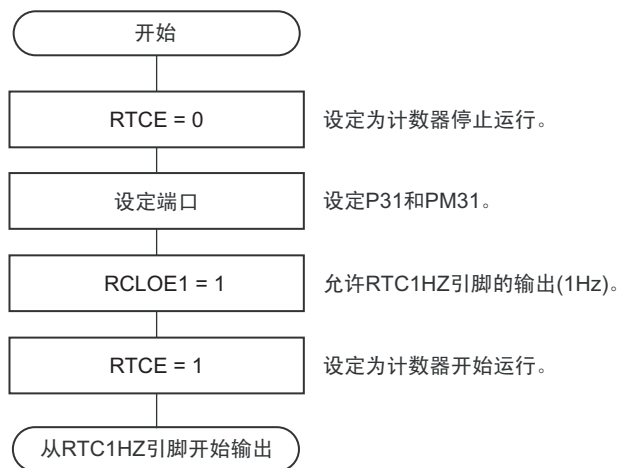 开始
RTCE = 0 设定为计数器停止运行。
设定端口 设定P31和PM31。
RCLOE1 = 1 允许RTC1HZ引脚的输出(1Hz)。
RTCE = 1 设定为计数器开始运行。
从RTC1HZ引脚开始输出